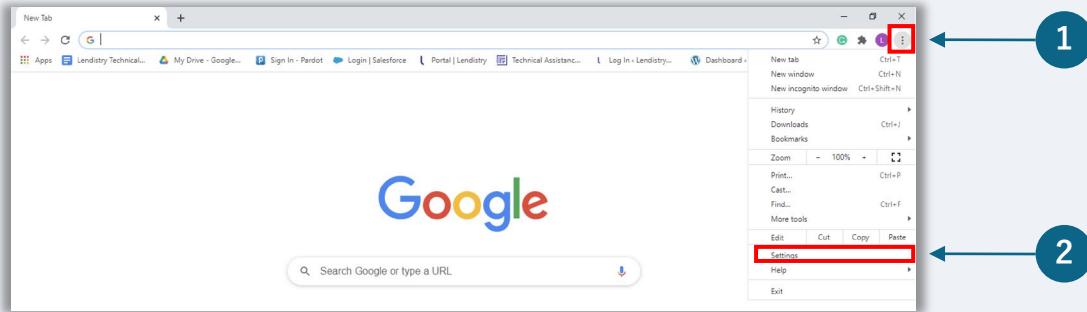 New Tab
G
Apps Lendistry Technical... My Drive - Google... Sign In - Pardot Login | Salesforce Portal | Lendistry Technical Assistanc... Log In ‹ Lendistry... Dashboard ‹
L
1
New tab Ctrl+T
New window Ctrl+N
New incognito window Ctrl+Shift+N
History
Downloads Ctrl+J
Bookmarks
Zoom - 100% +
Print... Ctrl+P
Cast...
Find... Ctrl+F
More tools
Edit Cut Copy Paste
Settings
2
Help
Exit
Google
Search Google or type a URL